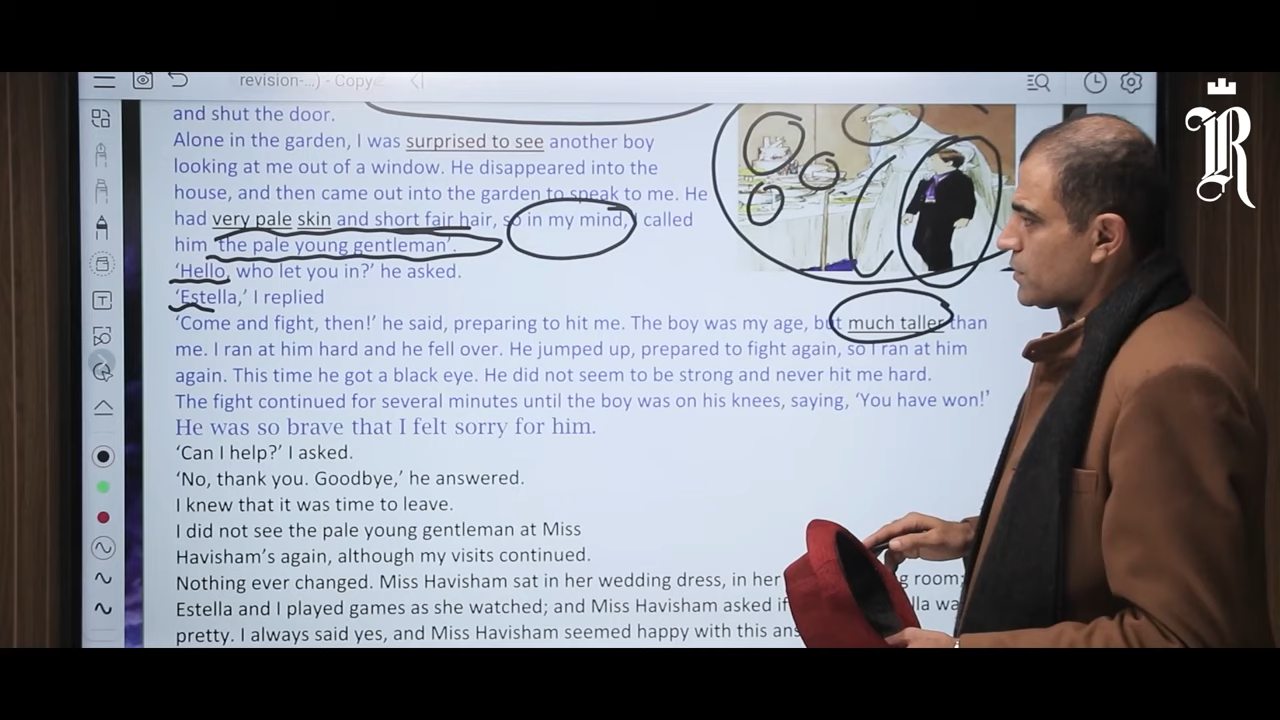 revision-...) - Copy
and shut the door.
Alone in the garden, I was surprised to see another boy
looking at me out of a window. He disappeared into the
house, and then came out into the garden to speak to me. He
had very pale skin and short fair hair, so in my mind, I called
him 'the pale young gentleman'.
'Hello, who let you in?' he asked.
'Estella,' I replied
'Come and fight, then!' he said, preparing to hit me. The boy was my age, but much taller than
me. I ran at him hard and he fell over. He jumped up, prepared to fight again, so I ran at him
again. This time he got a black eye. He did not seem to be strong and never hit me hard.
The fight continued for several minutes until the boy was on his knees, saying, 'You have won!'
He was so brave that I felt sorry for him.
'Can I help?' I asked.
'No, thank you. Goodbye,' he answered.
I knew that it was time to leave.
I did not see the pale young gentleman at Miss
Havisham's again, although my visits continued.
Nothing ever changed. Miss Havisham sat in her wedding dress, in her room:
Estella and I played games as she watched; and Miss Havisham asked if
pretty. I always said yes, and Miss Havisham seemed happy with this
R